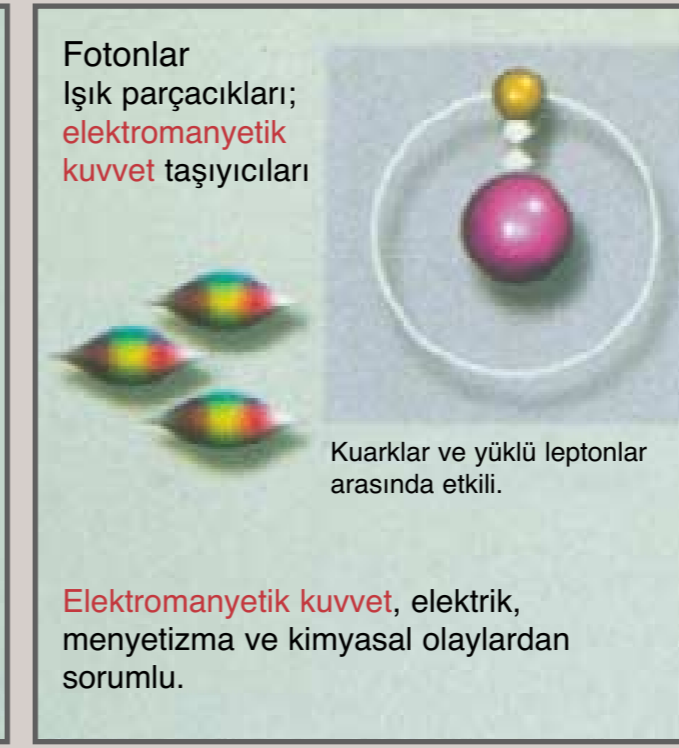 Fotonlar
Işık parçacıkları;
elektromanyetik
kuvvet taşıyıcıları
Kuarklar ve yüklü leptonlar
arasında etkili.
Elektromanyetik kuvvet, elektrik,
menyetizma ve kimyasal olaylardan
sorumlu.